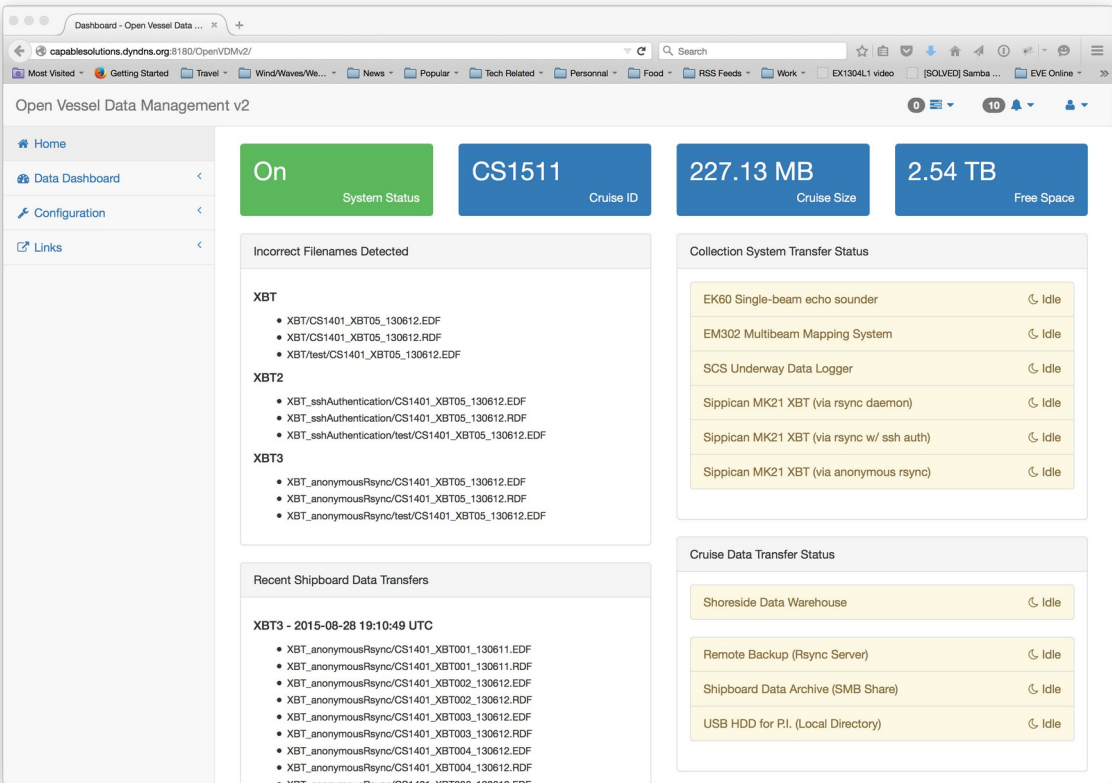 Dashboard - Open Vessel Data ... × +
capablesolutions.dyndns.org:8180/OpenVDMv2/
Search
Most Visited Getting Started Travel Wind/Waves/We... News Popular Tech Related Personnal Food RSS Feeds Work EX1304L1 video [SOLVED] Samba ... EVE Online »
Open Vessel Data Management v2
0 10
Home
Data Dashboard
Configuration
Links
On
System Status
CS1511
Cruise ID
227.13 MB
Cruise Size
2.54 TB
Free Space
Incorrect Filenames Detected
XBT
• XBT/CS1401_XBT05_130612.EDF
• XBT/CS1401_XBT05_130612.RDF
• XBT/test/CS1401_XBT05_130612.EDF
XBT2
• XBT_sshAuthentication/CS1401_XBT05_130612.EDF
• XBT_sshAuthentication/CS1401_XBT05_130612.RDF
• XBT_sshAuthentication/test/CS1401_XBT05_130612.EDF
XBT3
• XBT_anonymousRsync/CS1401_XBT05_130612.EDF
• XBT_anonymousRsync/CS1401_XBT05_130612.RDF
• XBT_anonymousRsync/test/CS1401_XBT05_130612.EDF
Recent Shipboard Data Transfers
XBT3 - 2015-08-28 19:10:49 UTC
• XBT_anonymousRsync/CS1401_XBT001_130611.EDF
• XBT_anonymousRsync/CS1401_XBT001_130611.RDF
• XBT_anonymousRsync/CS1401_XBT002_130612.EDF
• XBT_anonymousRsync/CS1401_XBT002_130612.RDF
• XBT_anonymousRsync/CS1401_XBT003_130612.EDF
• XBT_anonymousRsync/CS1401_XBT003_130612.RDF
• XBT_anonymousRsync/CS1401_XBT004_130612.EDF
• XBT_anonymousRsync/CS1401_XBT004_130612.RDF
Collection System Transfer Status
EK60 Single-beam echo sounder Idle
EM302 Multibeam Mapping System Idle
SCS Underway Data Logger Idle
Sippican MK21 XBT (via rsync daemon) Idle
Sippican MK21 XBT (via rsync w/ ssh auth) Idle
Sippican MK21 XBT (via anonymous rsync) Idle
Cruise Data Transfer Status
Shoreside Data Warehouse Idle
Remote Backup (Rsync Server) Idle
Shipboard Data Archive (SMB Share) Idle
USB HDD for P.I. (Local Directory) Idle